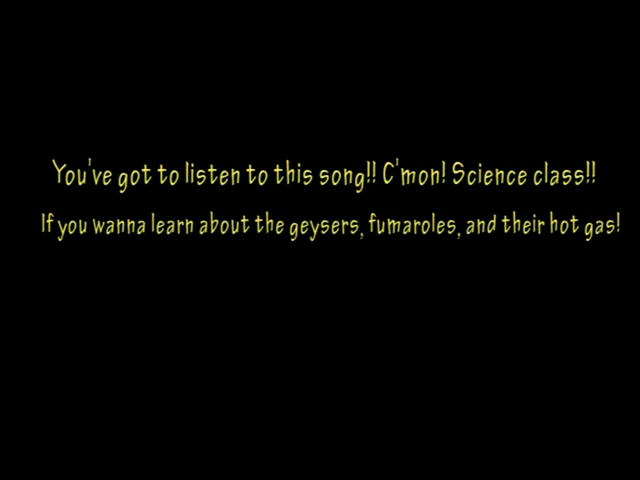 You've got to listen to this song!! C'mon! Science class!!
If you wanna learn about the geysers, fumaroles, and their hot gas!